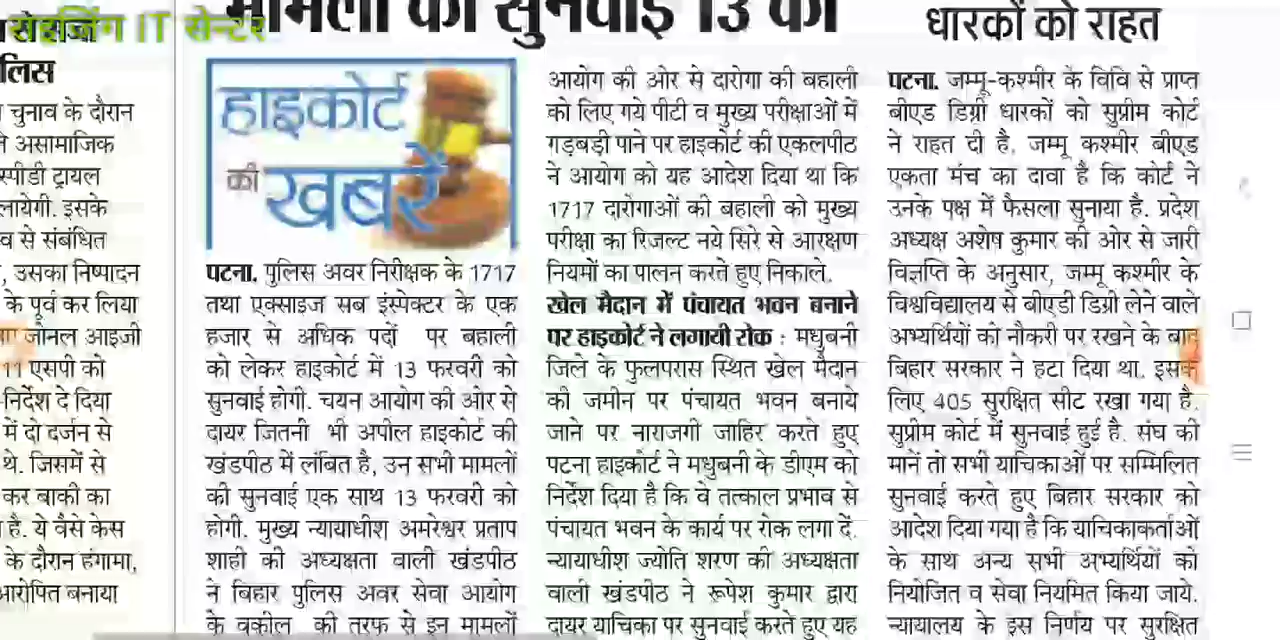 मामलों की सुनवाई 13 को
धारकों को राहत
IT सेन्टर
लिस
चुनाव के दौरान
असामाजिक
स्पीडी ट्रायल
लायेगी. इसके
व से संबंधित
, उसका निष्पादन
के पूर्व कर लिया
जोनल आइजी
11 एसपी को
निर्देश दे दिया
में दो दर्जन से
थे. जिसमें से
कर बाकी का
है. ये वैसे केस
के दौरान हंगामा,
आरोपित बनाया
हाइकोर्ट
की खबरें
पटना. पुलिस अवर निरीक्षक के 1717
तथा एक्साइज सब इंस्पेक्टर के एक
हजार से अधिक पदों पर बहाली
को लेकर हाइकोर्ट में 13 फरवरी को
सुनवाई होगी. चयन आयोग की ओर से
दायर जितनी भी अपील हाइकोर्ट की
खंडपीठ में लंबित है, उन सभी मामलों
की सुनवाई एक साथ 13 फरवरी को
होगी. मुख्य न्यायाधीश अमरेश्वर प्रताप
शाही की अध्यक्षता वाली खंडपीठ
ने बिहार पुलिस अवर सेवा आयोग
के वकील की तरफ से इन मामलों
आयोग की ओर से दारोगा की बहाली
को लिए गये पीटी व मुख्य परीक्षाओं में
गड़बड़ी पाने पर हाइकोर्ट की एकलपीठ
ने आयोग को यह आदेश दिया था कि
1717 दारोगाओं की बहाली को मुख्य
परीक्षा का रिजल्ट नये सिरे से आरक्षण
नियमों का पालन करते हुए निकाले.
खेल मैदान में पंचायत भवन बनाने
पर हाइकोर्ट ने लगायी रोक : मधुबनी
जिले के फुलपरास स्थित खेल मैदान
की जमीन पर पंचायत भवन बनाये
जाने पर नाराजगी जाहिर करते हुए
पटना हाइकोर्ट ने मधुबनी के डीएम को
निर्देश दिया है कि वे तत्काल प्रभाव से
पंचायत भवन के कार्य पर रोक लगा दें.
न्यायाधीश ज्योति शरण की अध्यक्षता
वाली खंडपीठ ने रूपेश कुमार द्वारा
दायर याचिका पर सुनवाई करते हुए यह
पटना. जम्मू-कश्मीर के विवि से प्राप्त
बीएड डिग्री धारकों को सुप्रीम कोर्ट
ने राहत दी है. जम्मू कश्मीर बीएड
एकता मंच का दावा है कि कोर्ट ने
उनके पक्ष में फैसला सुनाया है. प्रदेश
अध्यक्ष अशेष कुमार की ओर से जारी
विज्ञप्ति के अनुसार, जम्मू कश्मीर के
विश्वविद्यालय से बीएडी डिग्री लेने वाले
अभ्यर्थियों को नौकरी पर रखने के बाद
बिहार सरकार ने हटा दिया था. इसके
लिए 405 सुरक्षित सीट रखा गया है.
सुप्रीम कोर्ट में सुनवाई हुई है. संघ की
मानें तो सभी याचिकाओं पर सम्मिलित
सुनवाई करते हुए बिहार सरकार को
आदेश दिया गया है कि याचिकाकर्ताओं
के साथ अन्य सभी अभ्यर्थियों को
नियोजित व सेवा नियमित किया जाये.
न्यायालय के इस निर्णय पर सुरक्षित